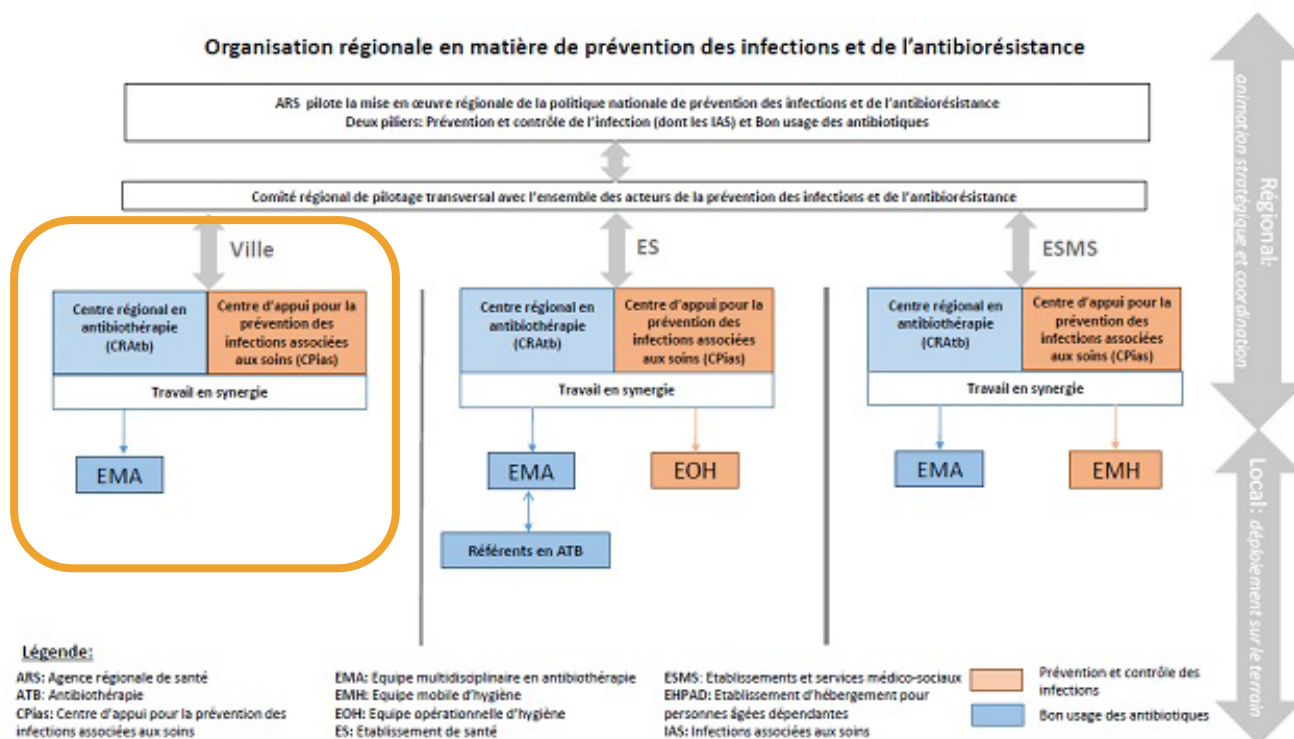 Organisation régionale en matière de prévention des infections et de l'antibiorésistance
ARS pilote la mise en œuvre régionale de la politique nationale de prévention des infections et de l'antibiorésistance
Deux piliers: Prévention et contrôle de l'infection (dont les IAS) et Bon usage des antibiotiques
Comité régional de pilotage transversal avec l'ensemble des acteurs de la prévention des infections et de l'antibiorésistance
Ville
Centre régional en
antibiothérapie
(CRAtb)
Centre d'appui pour la
prévention des
infections associées
aux soins (CPias)
Travail en synergie
EMA
ES
Centre régional en
antibiothérapie
(CRAtb)
Centre d'appui pour la
prévention des
infections associées
aux soins (CPias)
Travail en synergie
EMA
EOH
Référents en ATB
ESMS
Centre régional en
antibiothérapie
(CRAtb)
Centre d'appui pour la
prévention des
infections associées
aux soins (CPias)
Travail en synergie
EMA
EMH
Régional:
animation stratégique et coordination
Local : déploiement sur le terrain
Légende:
ARS: Agence régionale de santé
ATB: Antibiothérapie
CPias: Centre d'appui pour la prévention des
infections associées aux soins
EMA: Equipe multidisciplinaire en antibiothérapie
EMH: Equipe mobile d'hygiène
EOH: Equipe opérationnelle d'hygiène
ES: Etablissement de santé
ESMS: Etablissements et services médico-sociaux
EHPAD: Etablissement d'hébergement pour
personnes âgées dépendantes
IAS: Infections associées aux soins
Prévention et contrôle des
infections
Bon usage des antibiotiques